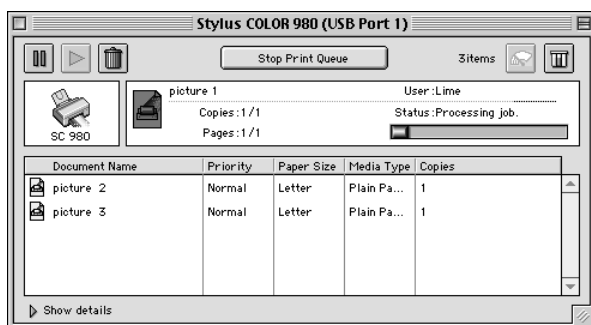 Stylus COLOR 980 (USB Port 1)
Stop Print Queue
3items
SC 980
picture 1
User:Lime
Copies:1/1
Status:Processing job.
Pages:1/1
Document Name Priority Paper Size Media Type Copies
picture 2 Normal Letter Plain Pa... 1
picture 3 Normal Letter Plain Pa... 1
Show details